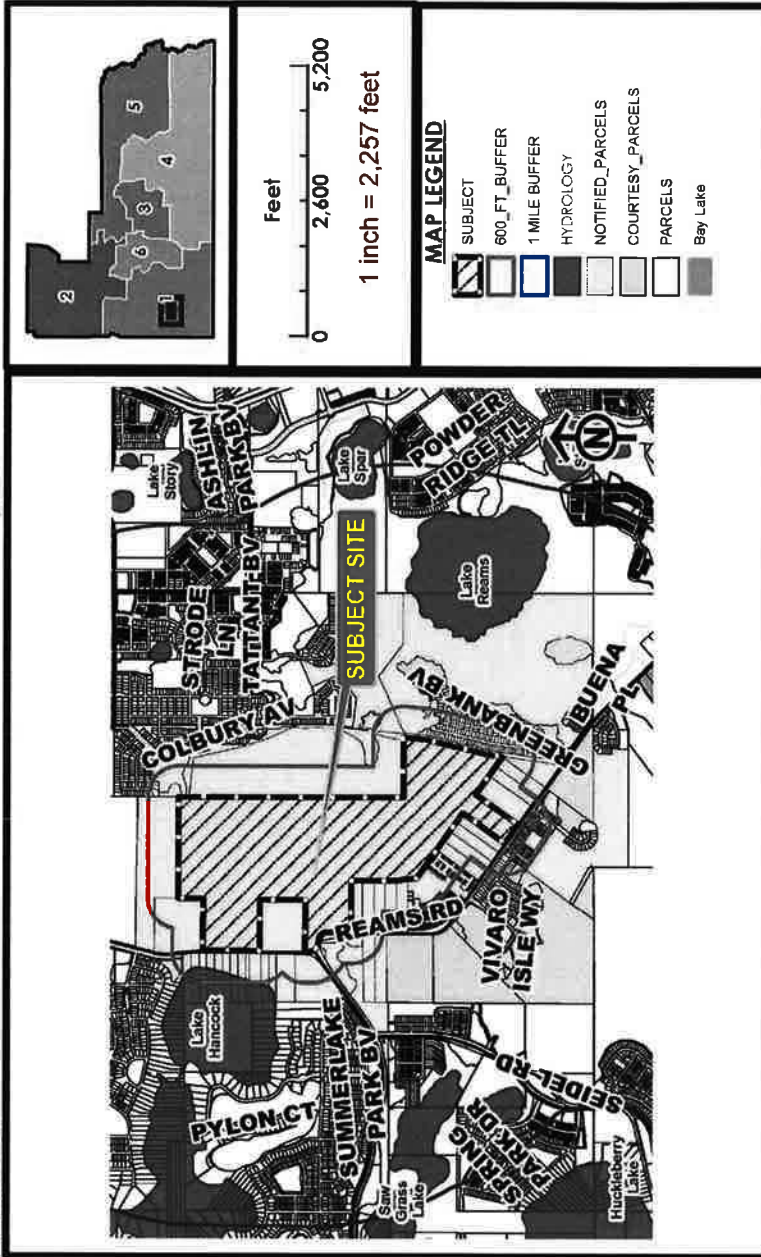 Lake
Story
ASHLIN
PARK BV
STRODE
LN
TATTANT BV
COLBURY AV
Lake
Hancock
PYLON CT
SUMMERLAKE
PARK BV
Lake
Spar
POWDER
RIDGE TL
SUBJECT SITE
Lake
Reams
REAMS RD
GREENBANK BV
BUENA
PL
VIVARO
ISLE WY
Saw
Grass
Lake
SPRING
PARK DR
SEIDEL RD
Huckleberry
Lake
N
2
5
3
4
6
1
Feet
0 2,600 5,200
1 inch = 2,257 feet
MAP LEGEND
SUBJECT
600_FT_BUFFER
1 MILE BUFFER
HYDROLOGY
NOTIFIED_PARCELS
COURTESY_PARCELS
PARCELS
Bay Lake